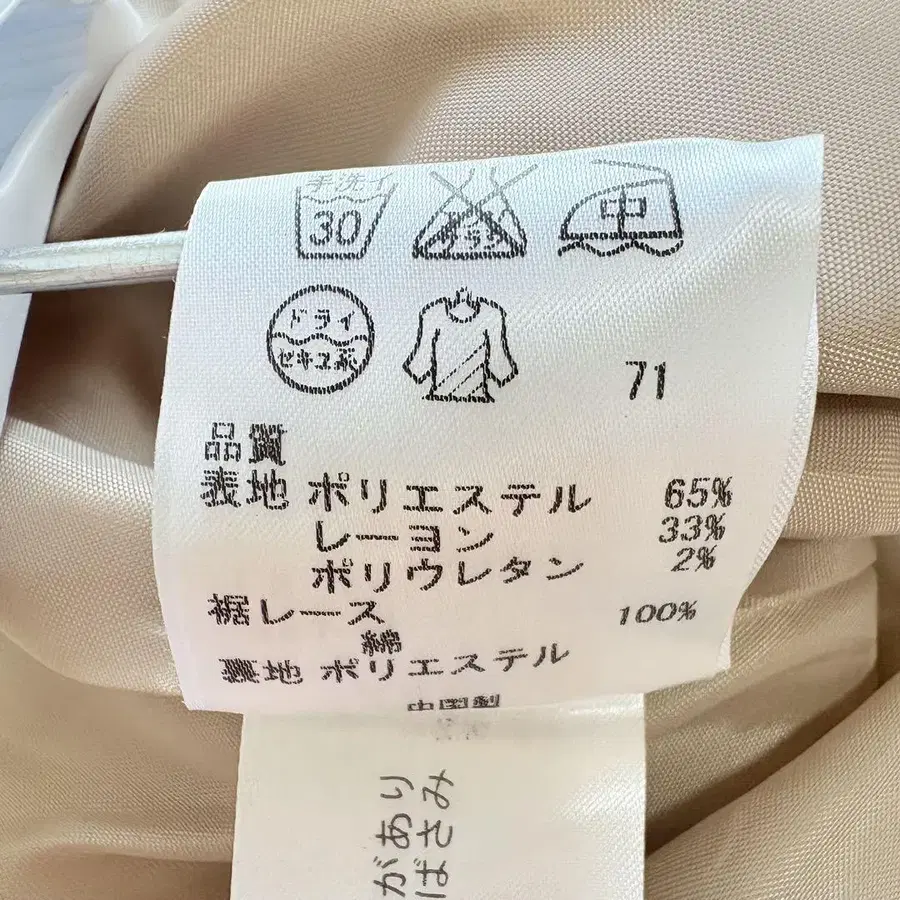 手洗イ
30
中
ドライ
セキユ系
71
品質
表地 ポリエステル 65%
レーヨン 33%
ポリウレタン 2%
裾レース
綿 100%
裏地 ポリエステル
中国製
があり
ばさみ